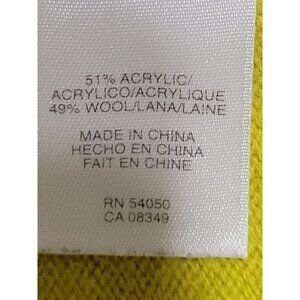 51% ACRYLIC/
ACRYLICO/ACRYLIQUE
49% WOOL/LANA/LAINE
MADE IN CHINA
HECHO EN CHINA
FAIT EN CHINE
RN 54050
CA 08349